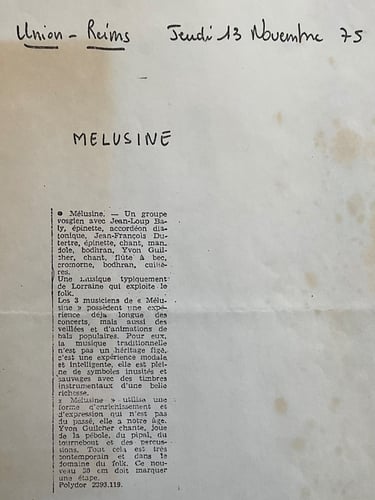 Union - Reims Jeudi 13 Novembre 75
MELUSINE
● Mélusine. — Un groupe
vosgien avec Jean-Loup Ba-
ly, épinette, accordéon dia-
tonique, Jean-François Du-
tertre, épinette, chant, man-
dole, bodhran, Yvon Guil-
cher, chant, flûte à bec,
cromorne, bodhran, cuillè-
res.
Une musique typiquement
de Lorraine qui exploite le
folk.
Les 3 musiciens de « Mélu-
sine » possèdent une expé-
rience déjà longue des
concerts, mais aussi des
veillées et d'animations de
bals populaires. Pour eux,
la musique traditionnelle
n'est pas un héritage figé,
c'est une expérience modale
et intelligente, elle est plei-
ne de symboles inusités et
sauvages avec des timbres
instrumentaux d'une belle
richesse.
« Mélusine » utilise une
forme d'enrichissement et
d'expression qui n'est pas
du passé, elle a notre âge.
Yvon Guilcher chante, joue
de la pébole, du pipal, du
tournebout et des percus-
sions. Tout cela est très
contemporain et dans le
domaine du folk. Ce nou-
veau 30 cm doit marquer
une étape.
Polydor 2393.119.